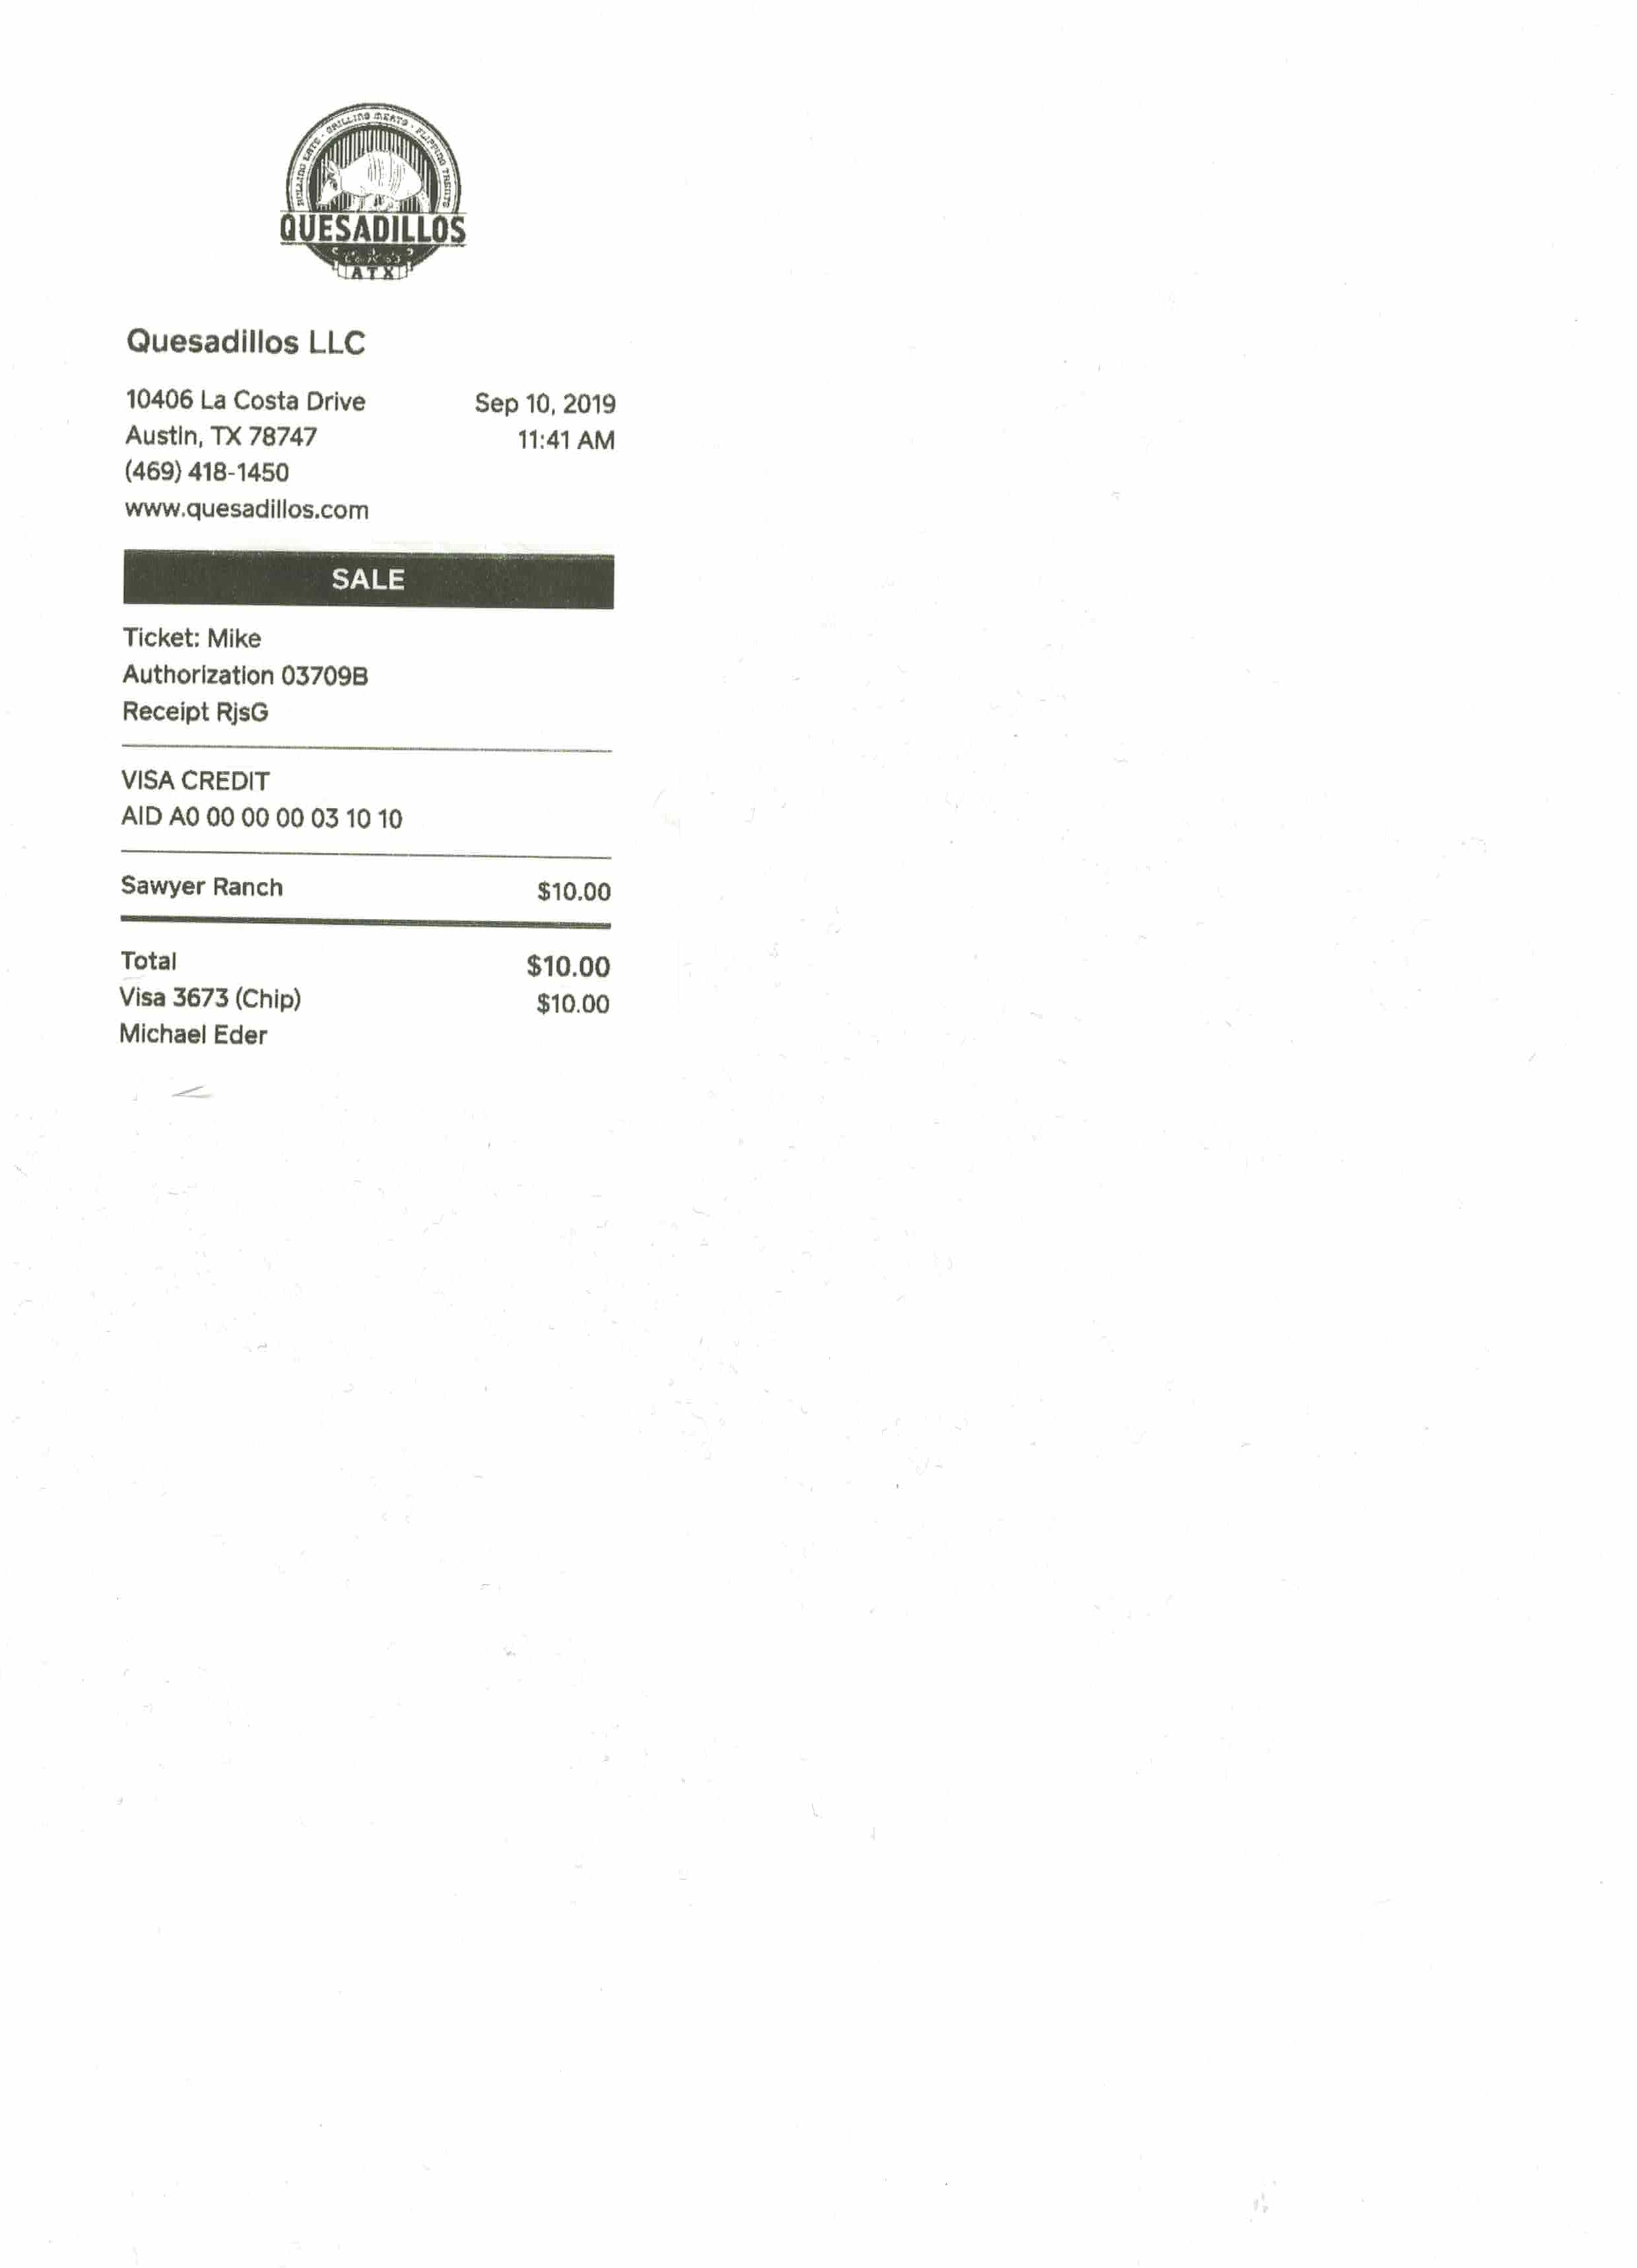 ROLLING EATS · GRILLING MEATS · FLIPPING TREATS
QUESADILLOS
ATX
Quesadillos LLC
10406 La Costa Drive Sep 10, 2019
Austin, TX 78747 11:41 AM
(469) 418-1450
www.quesadillos.com
SALE
Ticket: Mike
Authorization 03709B
Receipt RjsG
VISA CREDIT
AID A0 00 00 00 03 10 10
Sawyer Ranch $10.00
Total $10.00
Visa 3673 (Chip) $10.00
Michael Eder